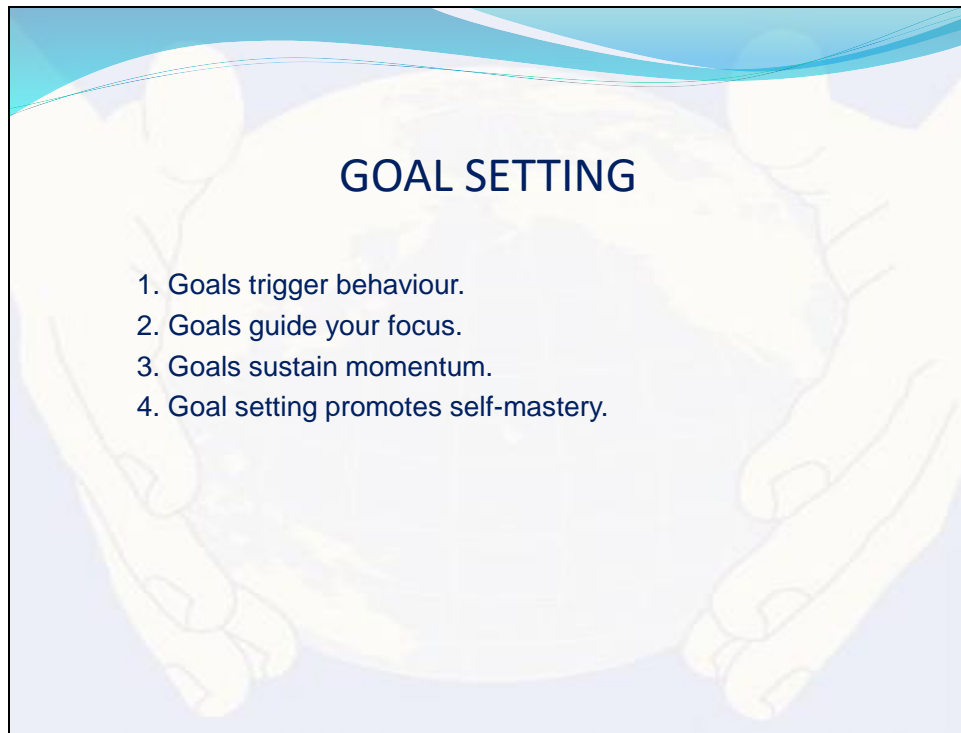 GOAL SETTING
1. Goals trigger behaviour.
2. Goals guide your focus.
3. Goals sustain momentum.
4. Goal setting promotes self-mastery.